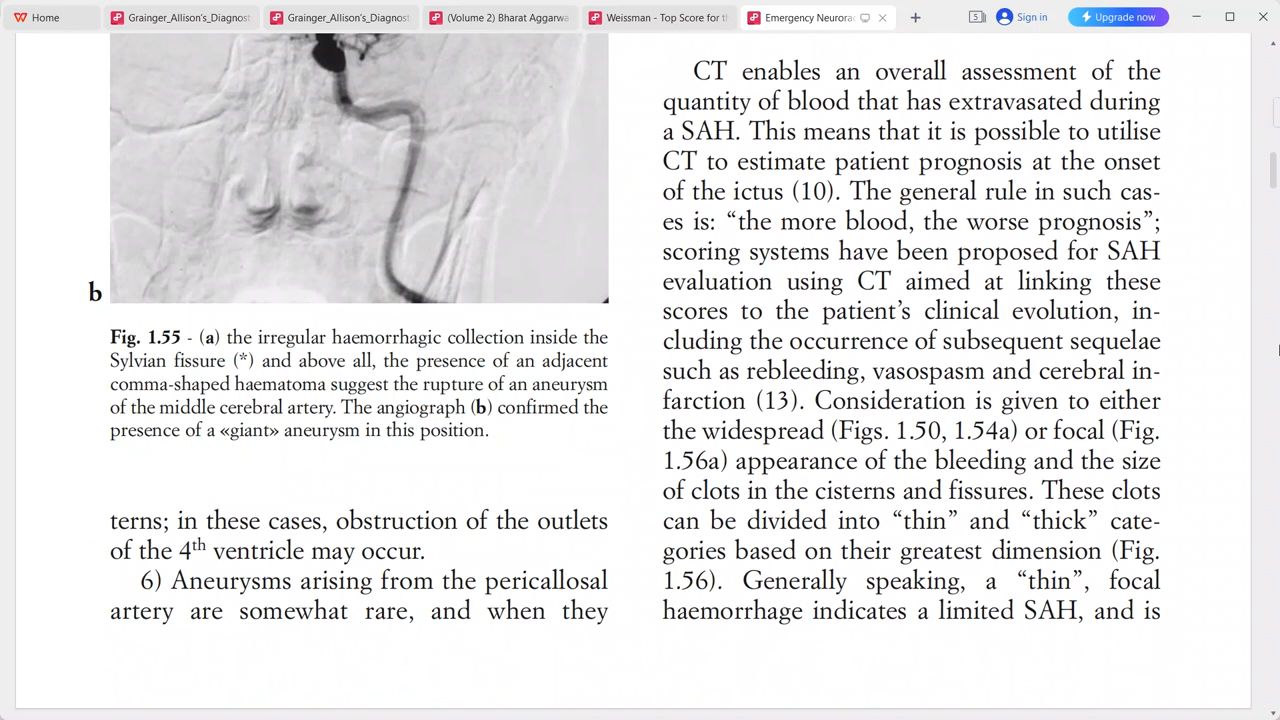 Home
Grainger_Allison's_Diagnost
Grainger_Allison's_Diagnost
(Volume 2) Bharat Aggarwa
Weissman - Top Score for t
Emergency Neurorac
5
Sign in
Upgrade now
b
Fig. 1.55 - (a) the irregular haemorrhagic collection inside the
Sylvian fissure (*) and above all, the presence of an adjacent
comma-shaped haematoma suggest the rupture of an aneurysm
of the middle cerebral artery. The angiograph (b) confirmed the
presence of a «giant» aneurysm in this position.
terns; in these cases, obstruction of the outlets
of the 4th ventricle may occur.
6) Aneurysms arising from the pericallosal
artery are somewhat rare, and when they
CT enables an overall assessment of the
quantity of blood that has extravasated during
a SAH. This means that it is possible to utilise
CT to estimate patient prognosis at the onset
of the ictus (10). The general rule in such cas-
es is: “the more blood, the worse prognosis”;
scoring systems have been proposed for SAH
evaluation using CT aimed at linking these
scores to the patient’s clinical evolution, in-
cluding the occurrence of subsequent sequelae
such as rebleeding, vasospasm and cerebral in-
farction (13). Consideration is given to either
the widespread (Figs. 1.50, 1.54a) or focal (Fig.
1.56a) appearance of the bleeding and the size
of clots in the cisterns and fissures. These clots
can be divided into “thin” and “thick” cate-
gories based on their greatest dimension (Fig.
1.56). Generally speaking, a “thin”, focal
haemorrhage indicates a limited SAH, and is